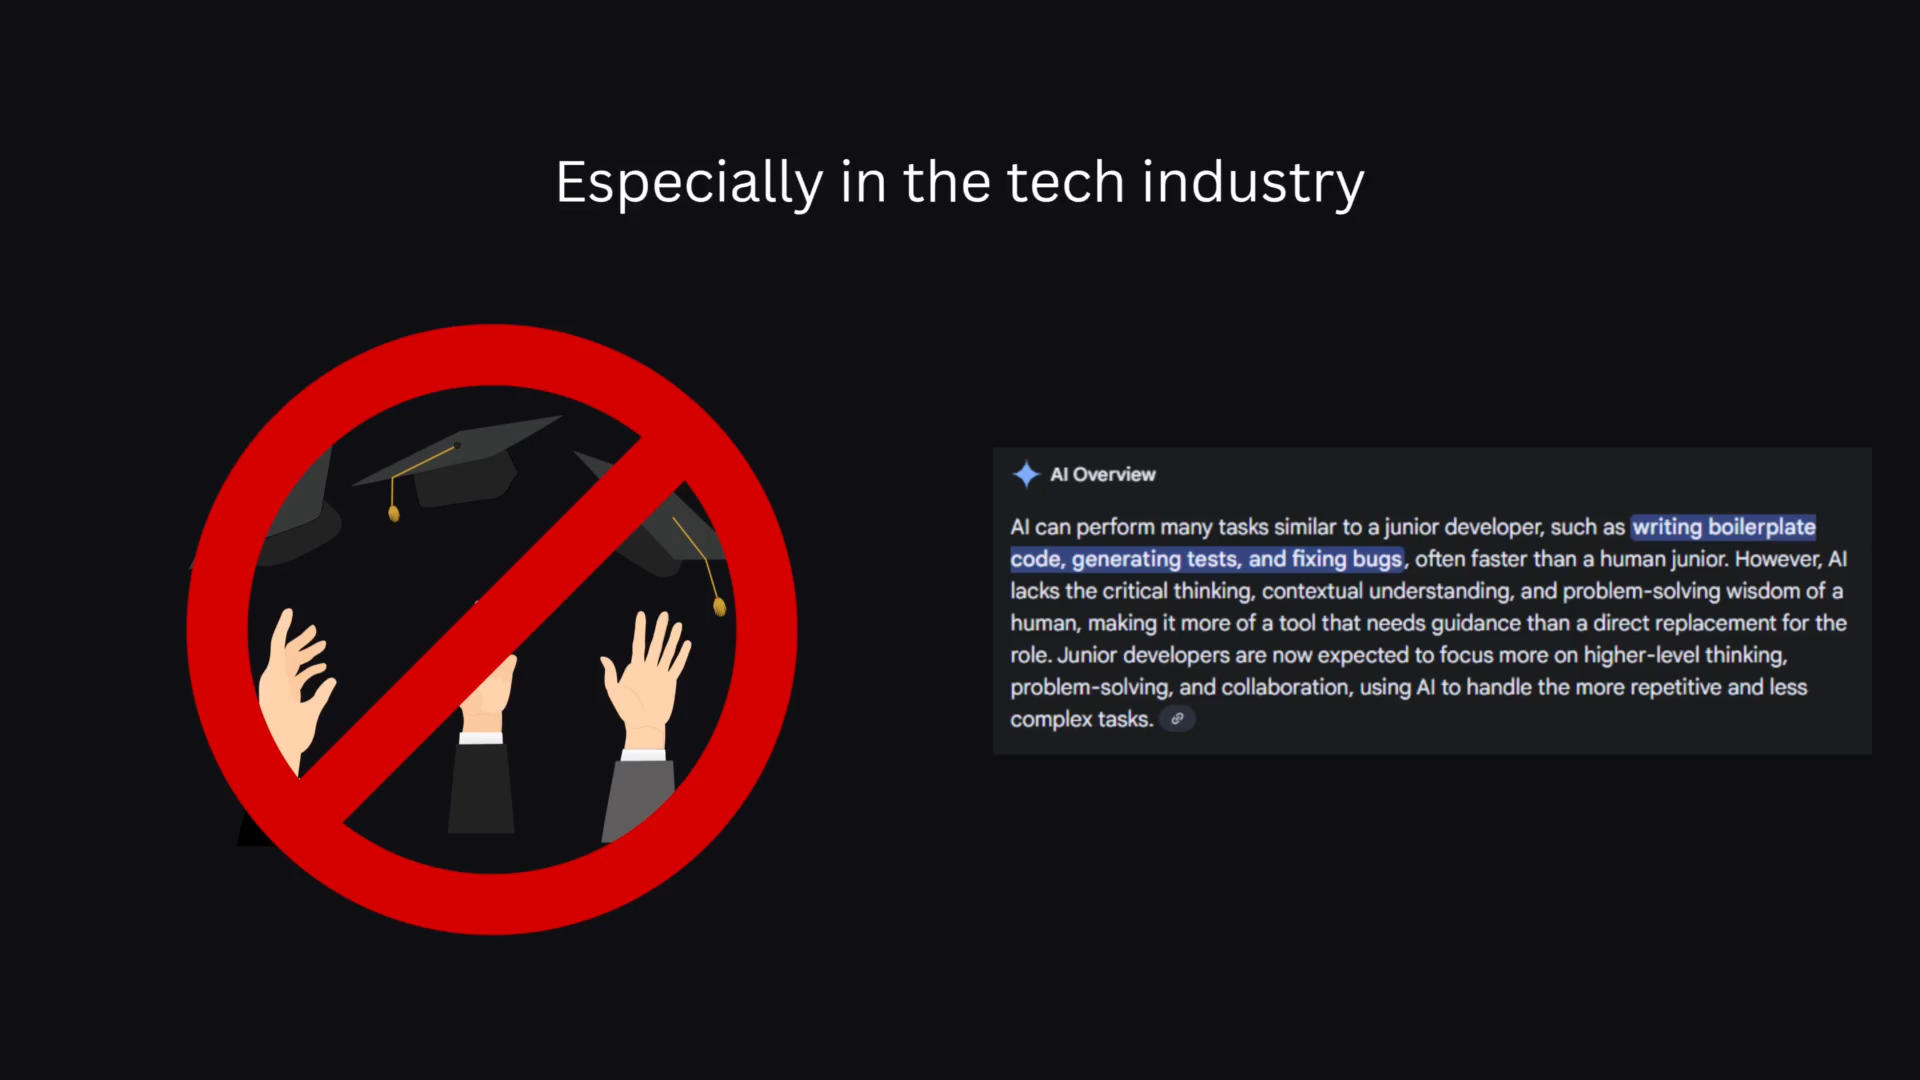 Especially in the tech industry
AI Overview
AI can perform many tasks similar to a junior developer, such as writing boilerplate
code, generating tests, and fixing bugs, often faster than a human junior. However, AI
lacks the critical thinking, contextual understanding, and problem-solving wisdom of a
human, making it more of a tool that needs guidance than a direct replacement for the
role. Junior developers are now expected to focus more on higher-level thinking,
problem-solving, and collaboration, using AI to handle the more repetitive and less
complex tasks.